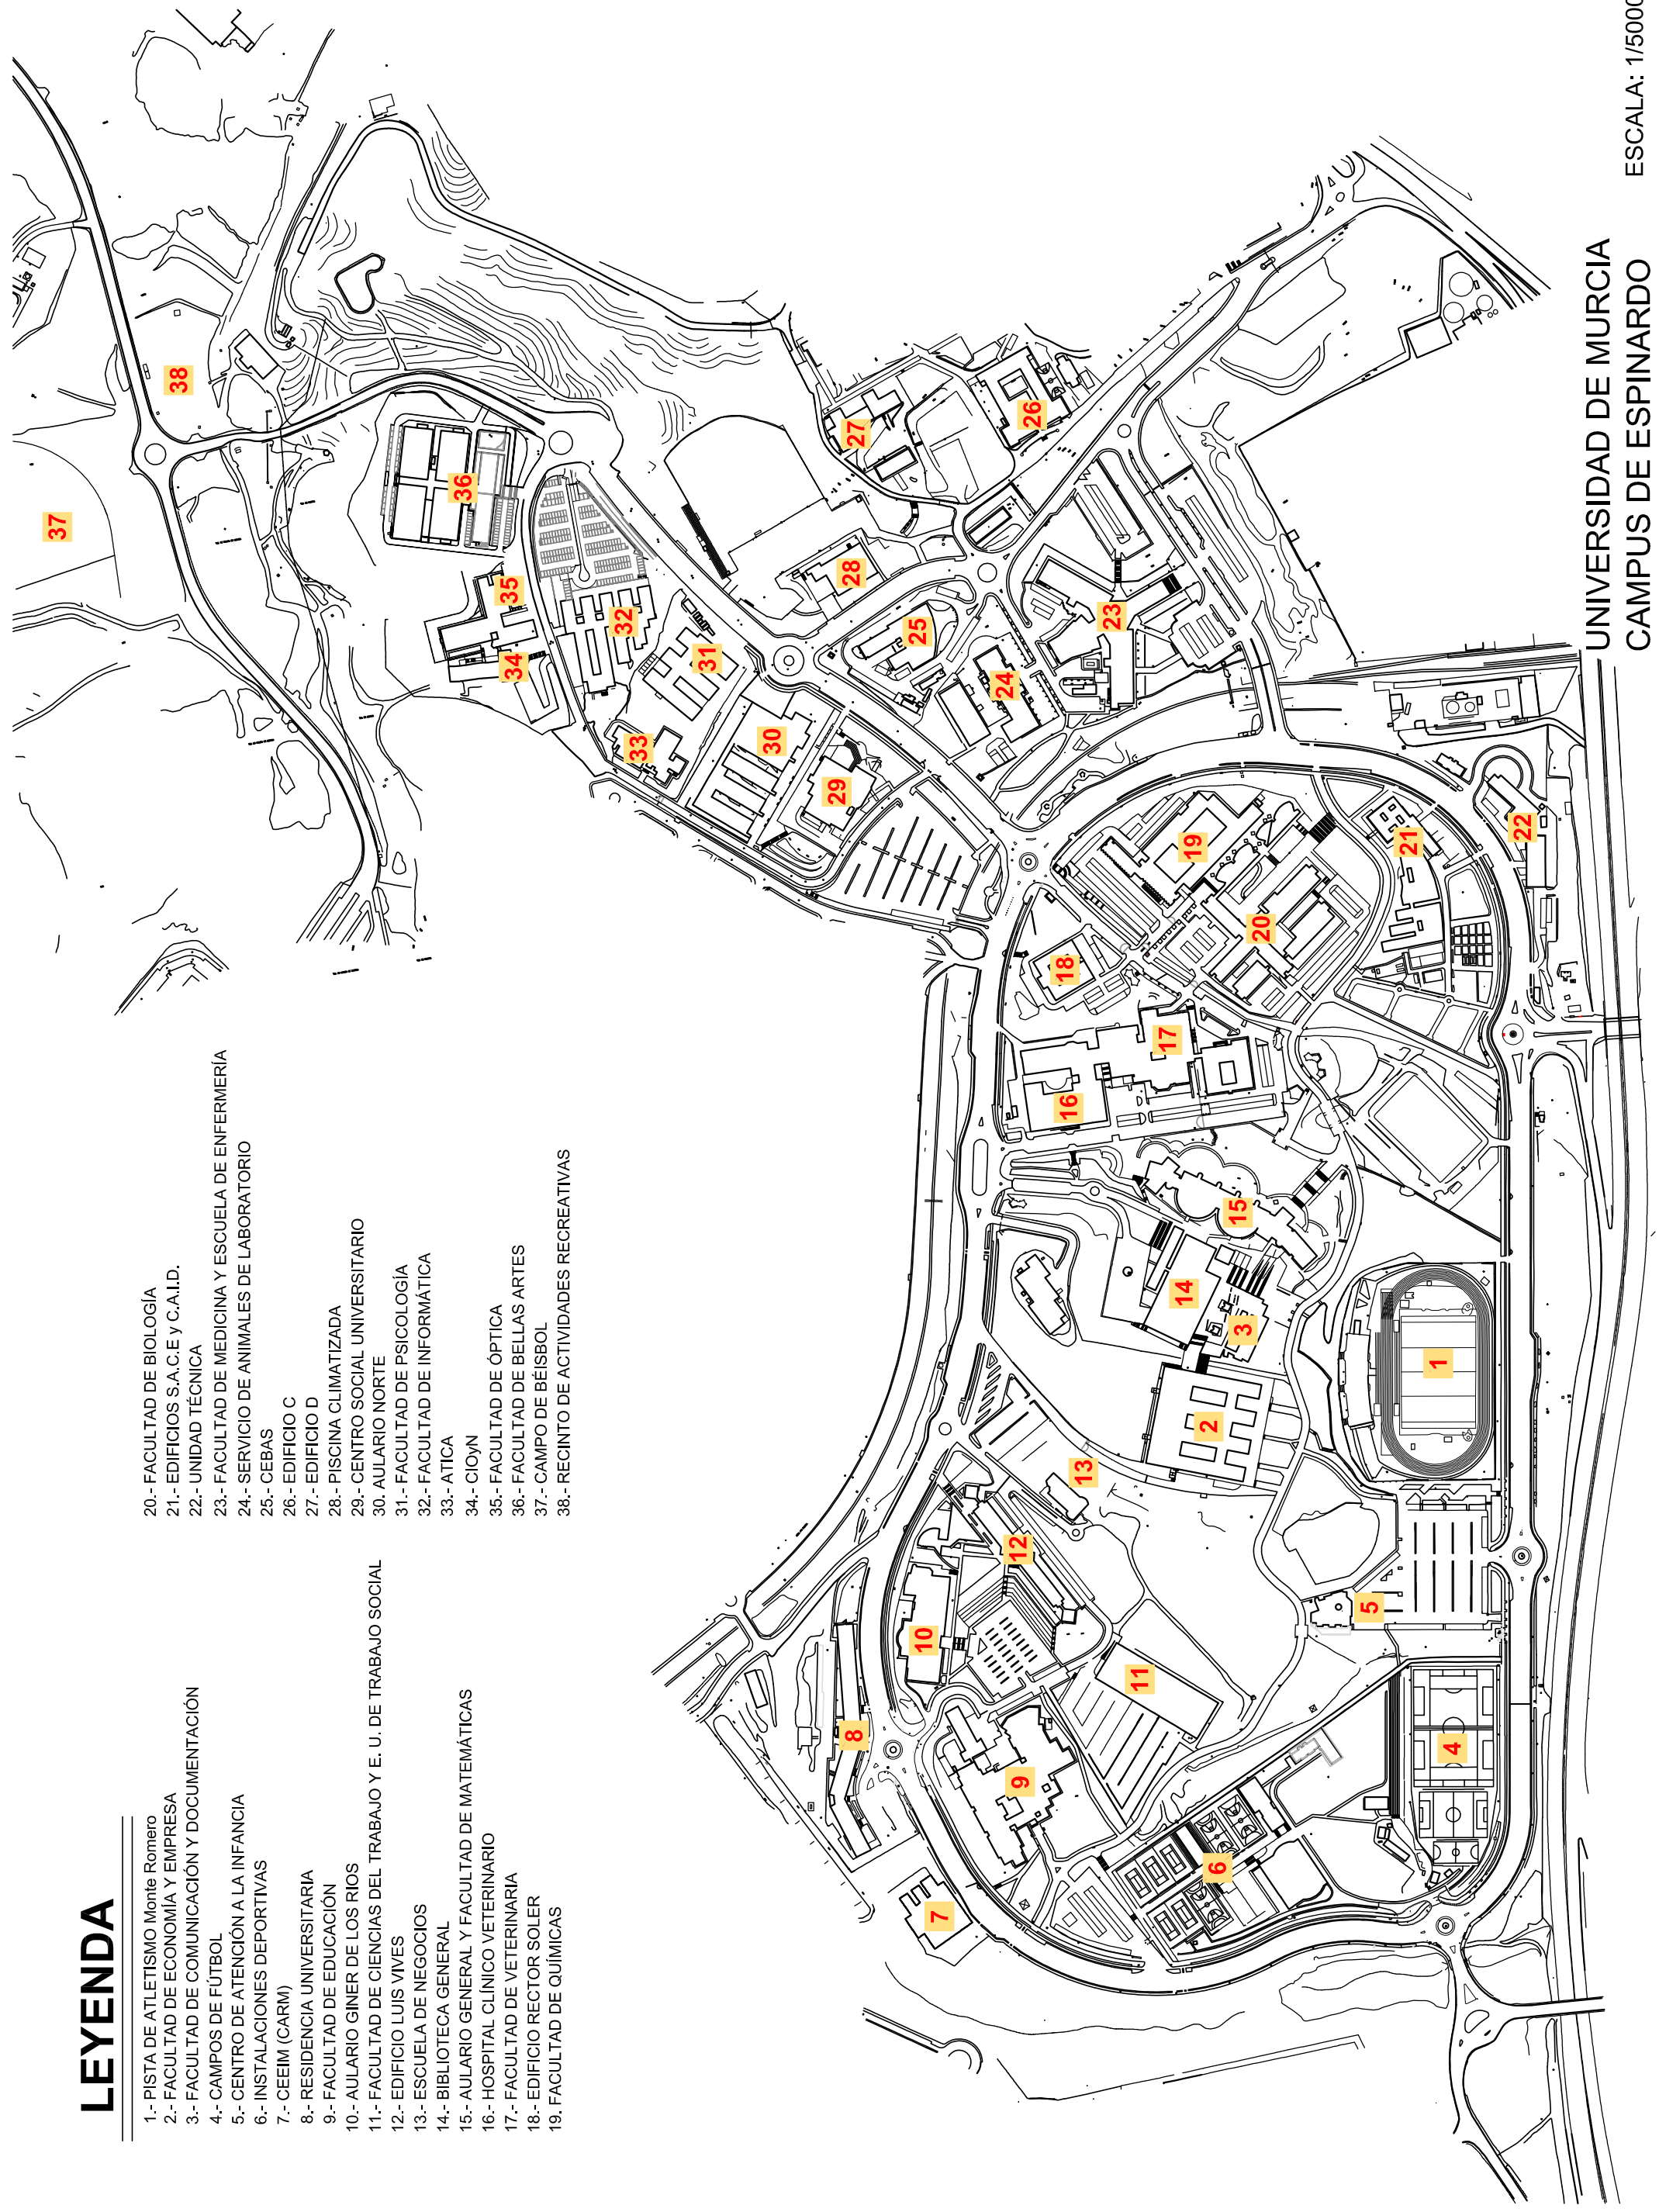 LEYENDA
1.- PISTA DE ATLETISMO Monte Romero
2.- FACULTAD DE ECONOMÍA Y EMPRESA
3.- FACULTAD DE COMUNICACIÓN Y DOCUMENTACIÓN
4.- CAMPOS DE FÚTBOL
5.- CENTRO DE ATENCIÓN A LA INFANCIA
6.- INSTALACIONES DEPORTIVAS
7.- CEEIM (CARM)
8.- RESIDENCIA UNIVERSITARIA
9.- FACULTAD DE EDUCACIÓN
10.- AULARIO GINER DE LOS RIOS
11.- FACULTAD DE CIENCIAS DEL TRABAJO Y E. U. DE TRABAJO SOCIAL
12.- EDIFICIO LUIS VIVES
13.- ESCUELA DE NEGOCIOS
14.- BIBLIOTECA GENERAL
15.- AULARIO GENERAL Y FACULTAD DE MATEMÁTICAS
16.- HOSPITAL CLÍNICO VETERINARIO
17.- FACULTAD DE VETERINARIA
18.- EDIFICIO RECTOR SOLER
19. FACULTAD DE QUÍMICAS
20.- FACULTAD DE BIOLOGÍA
21.- EDIFICIOS S.A.C.E y C.A.I.D.
22.- UNIDAD TÉCNICA
23.- FACULTAD DE MEDICINA Y ESCUELA DE ENFERMERÍA
24.- SERVICIO DE ANIMALES DE LABORATORIO
25.- CEBAS
26.- EDIFICIO C
27.- EDIFICIO D
28.- PISCINA CLIMATIZADA
29.- CENTRO SOCIAL UNIVERSITARIO
30. AULARIO NORTE
31.- FACULTAD DE PSICOLOGÍA
32.- FACULTAD DE INFORMÁTICA
33.- ATICA
34.- CIOyN
35.- FACULTAD DE ÓPTICA
36.- FACULTAD DE BELLAS ARTES
37.- CAMPO DE BÉISBOL
38.- RECINTO DE ACTIVIDADES RECREATIVAS
37
38
36
35
34
32
31
33
30
29
28
27
26
25
24
23
22
21
20
19
18
17
16
15
14
3
2
1
13
12
10
11
5
8
9
4
6
7
UNIVERSIDAD DE MURCIA
CAMPUS DE ESPINARDO
ESCALA: 1/5000